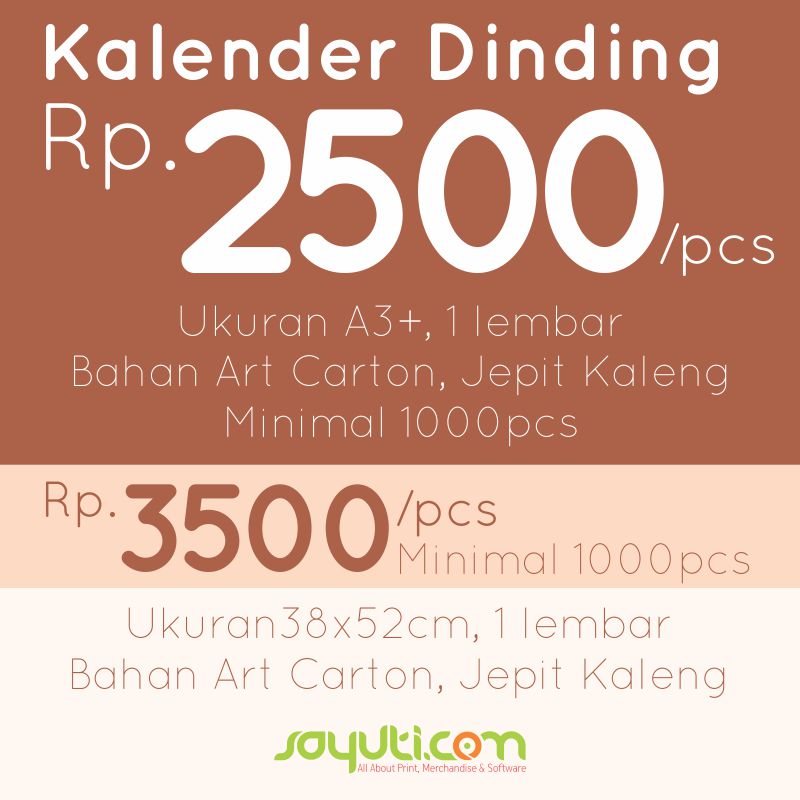 Kalender Dinding
Rp.2500/pcs
Ukuran A3+, 1 lembar
Bahan Art Carton, Jepit Kaleng
Minimal 1000pcs
Rp.3500/pcs
Minimal 1000pcs
Ukuran38x52cm, 1 lembar
Bahan Art Carton, Jepit Kaleng
sayuti.com
All About Print, Merchandise & Software